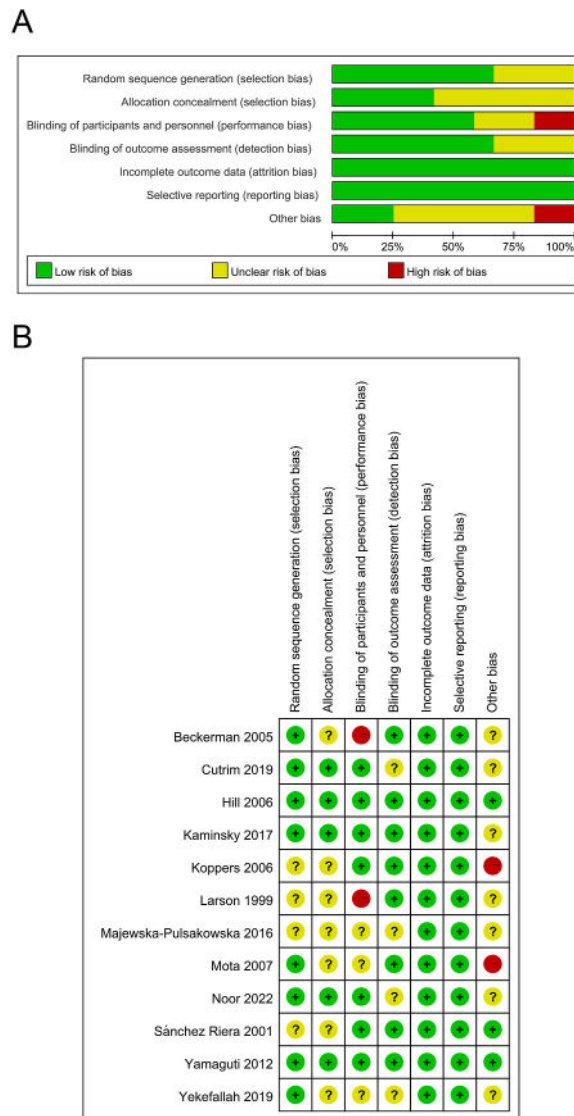 A
Random sequence generation (selection bias)
Allocation concealment (selection bias)
Blinding of participants and personnel (performance bias)
Blinding of outcome assessment (detection bias)
Incomplete outcome data (attrition bias)
Selective reporting (reporting bias)
Other bias
0% 25% 50% 75% 100%
Low risk of bias Unclear risk of bias High risk of bias
B
Random sequence generation (selection bias)
Allocation concealment (selection bias)
Blinding of participants and personnel (performance bias)
Blinding of outcome assessment (detection bias)
Incomplete outcome data (attrition bias)
Selective reporting (reporting bias)
Other bias
Beckerman 2005 + ? - + + + ?
Cutrim 2019 + + + ? + + ?
Hill 2006 + + + + + + +
Kaminsky 2017 + + + + + + ?
Koppers 2006 ? ? + + + + -
Larson 1999 ? ? - + + + ?
Majewska-Pulsakowska 2016 ? ? ? ? + + ?
Mota 2007 + ? ? + + + -
Noor 2022 + + + ? + + ?
Sánchez Riera 2001 ? ? + + + + +
Yamaguti 2012 + + + + + + +
Yekefallah 2019 + ? ? ? + + ?